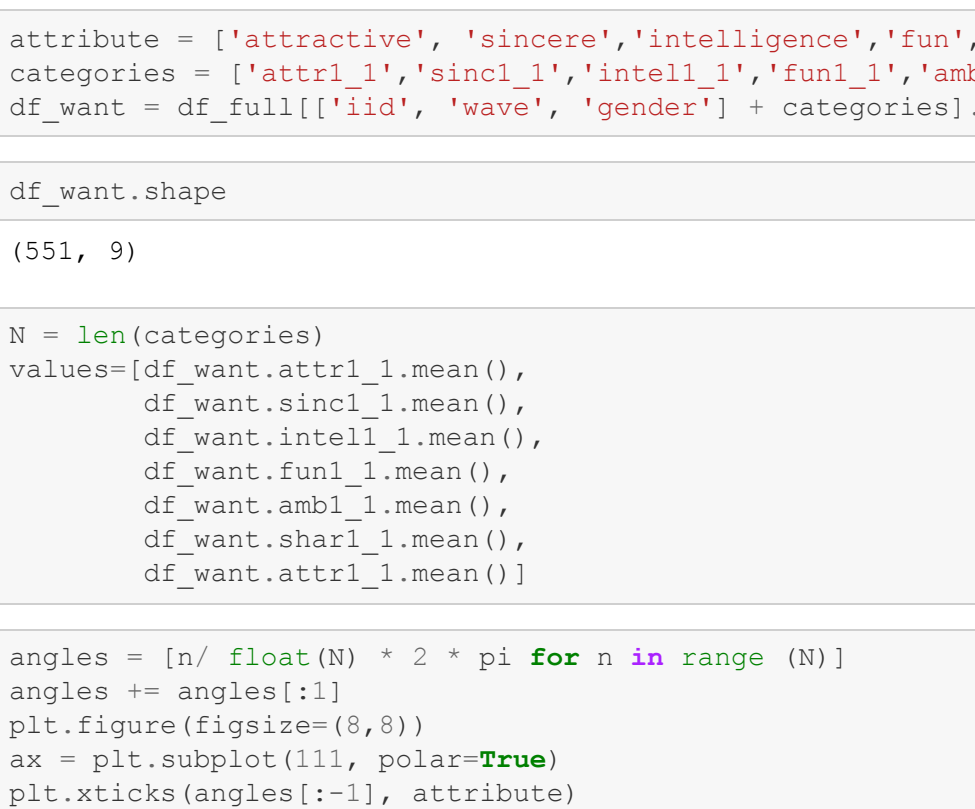 attribute = ['attractive', 'sincere','intelligence','fun',
categories = ['attr1_1','sinc1_1','intel1_1','fun1_1','amb
df_want = df_full[['iid', 'wave', 'gender'] + categories].
df_want.shape
(551, 9)
N = len(categories)
values=[df_want.attr1_1.mean(),
        df_want.sinc1_1.mean(),
        df_want.intel1_1.mean(),
        df_want.fun1_1.mean(),
        df_want.amb1_1.mean(),
        df_want.shar1_1.mean(),
        df_want.attr1_1.mean()]
angles = [n/ float(N) * 2 * pi for n in range (N)]
angles += angles[:1]
plt.figure(figsize=(8,8))
ax = plt.subplot(111, polar=True)
plt.xticks(angles[:-1], attribute)